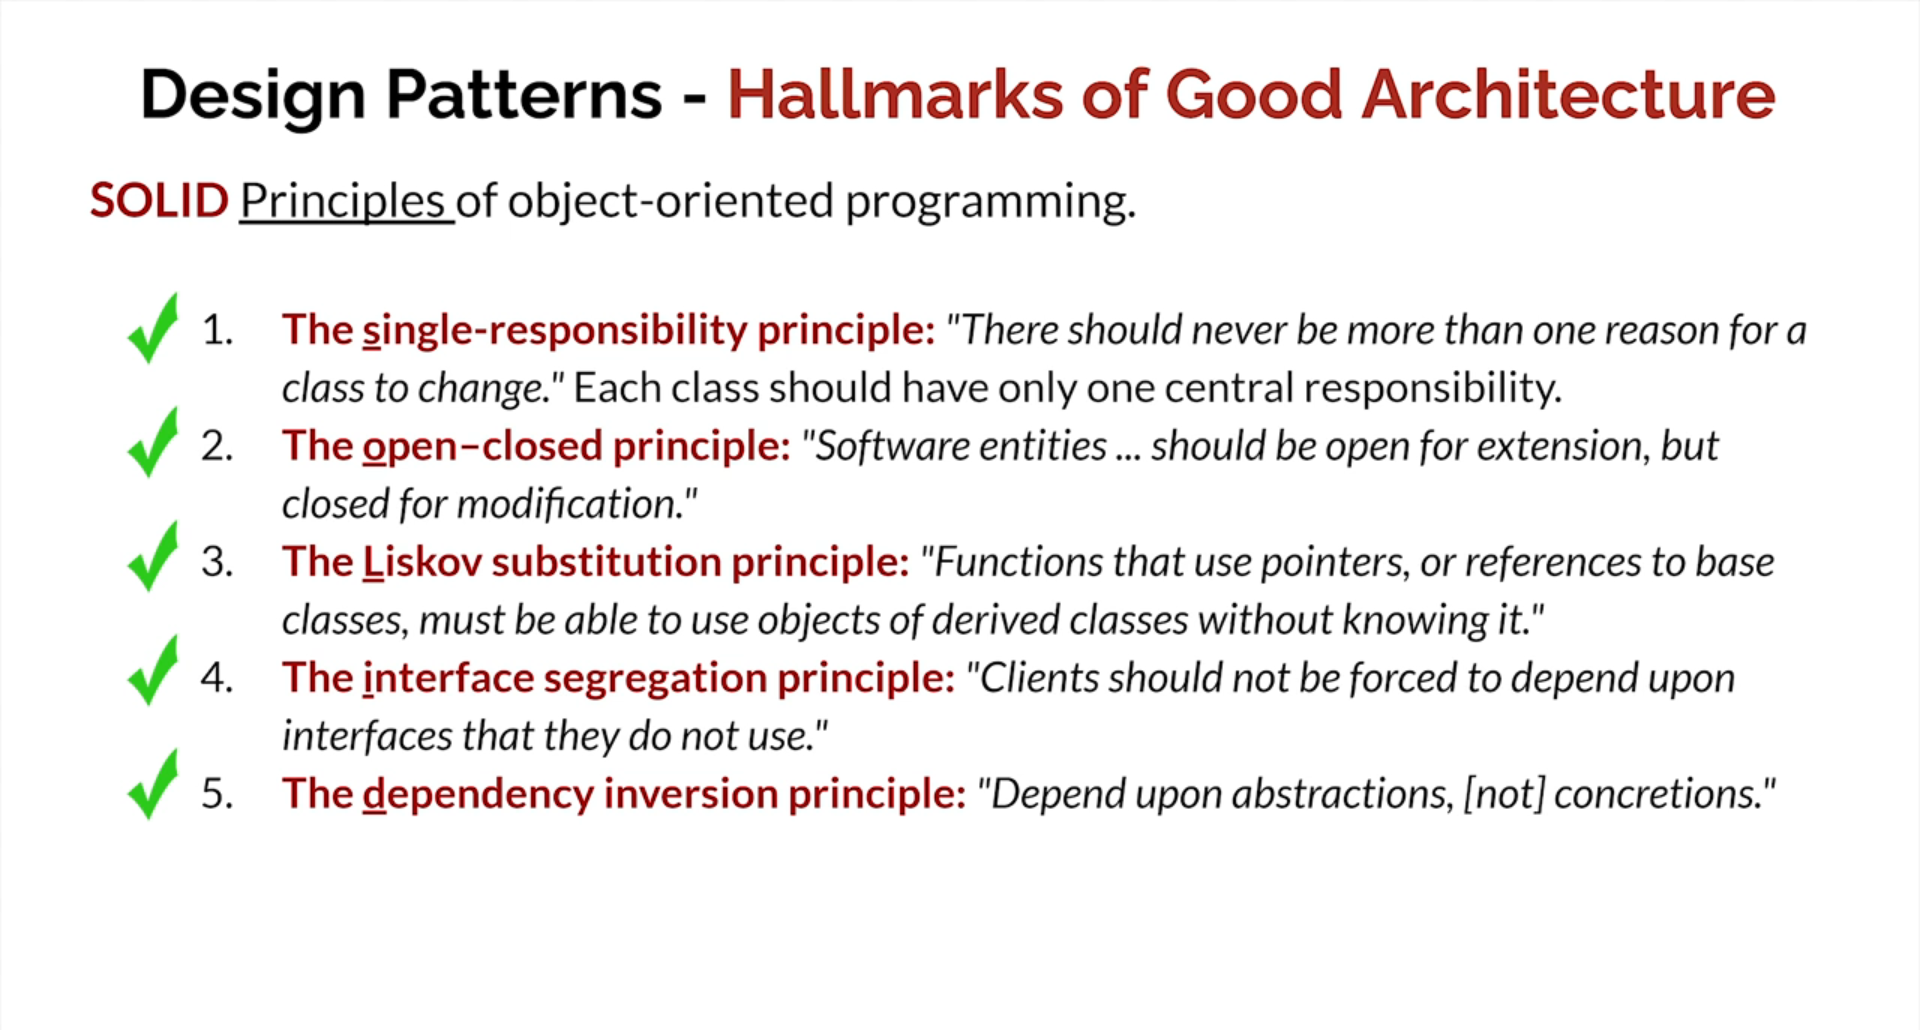 Design Patterns - Hallmarks of Good Architecture
SOLID Principles of object-oriented programming.
1. The single-responsibility principle: "There should never be more than one reason for a
class to change." Each class should have only one central responsibility.
2. The open–closed principle: "Software entities ... should be open for extension, but
closed for modification."
3. The Liskov substitution principle: "Functions that use pointers, or references to base
classes, must be able to use objects of derived classes without knowing it."
4. The interface segregation principle: "Clients should not be forced to depend upon
interfaces that they do not use."
5. The dependency inversion principle: "Depend upon abstractions, [not] concretions."